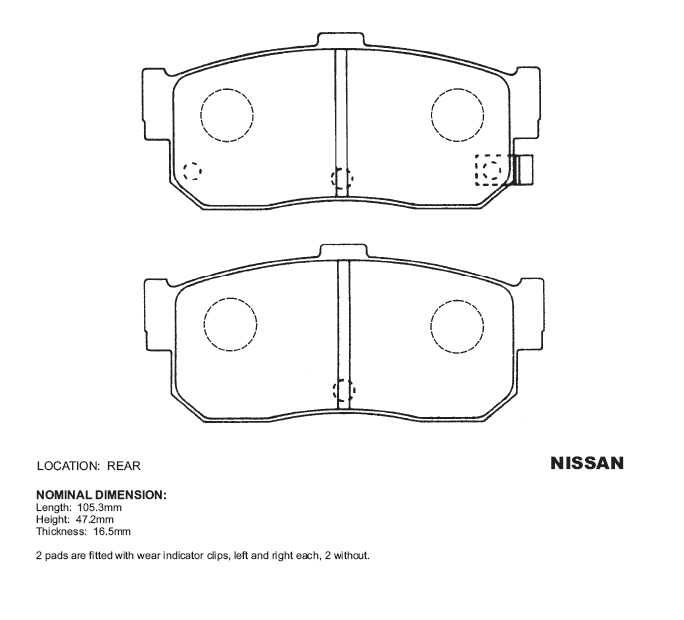 LOCATION: REAR
NISSAN
NOMINAL DIMENSION:
Length: 105.3mm
Height: 47.2mm
Thickness: 16.5mm
2 pads are fitted with wear indicator clips, left and right each, 2 without.